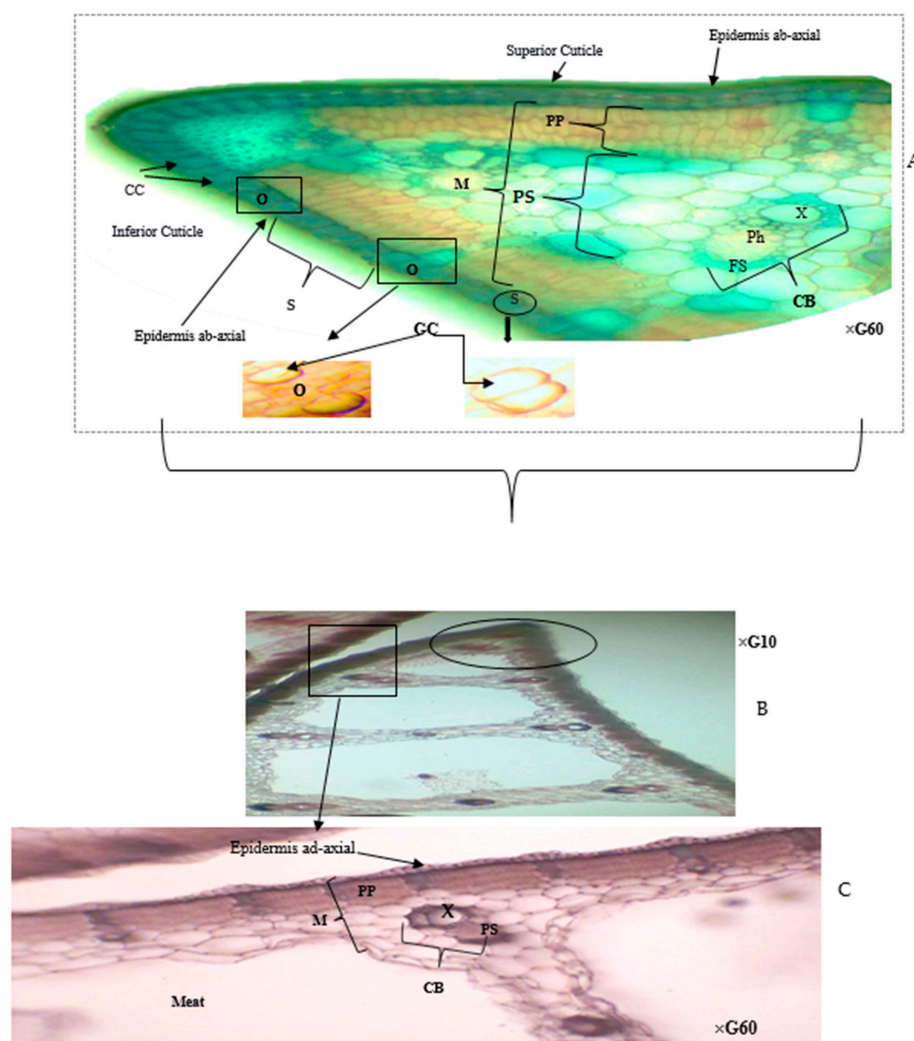 Superior Cuticle
Epidermis ab-axial
PP
A
M
PS
CC
O
X
Inferior Cuticle
Ph
O
FS
S
S
CB
Epidermis ab-axial
GC
×G60
O
×G10
B
Epidermis ad-axial
PP
C
X
M
PS
CB
Meat
×G60